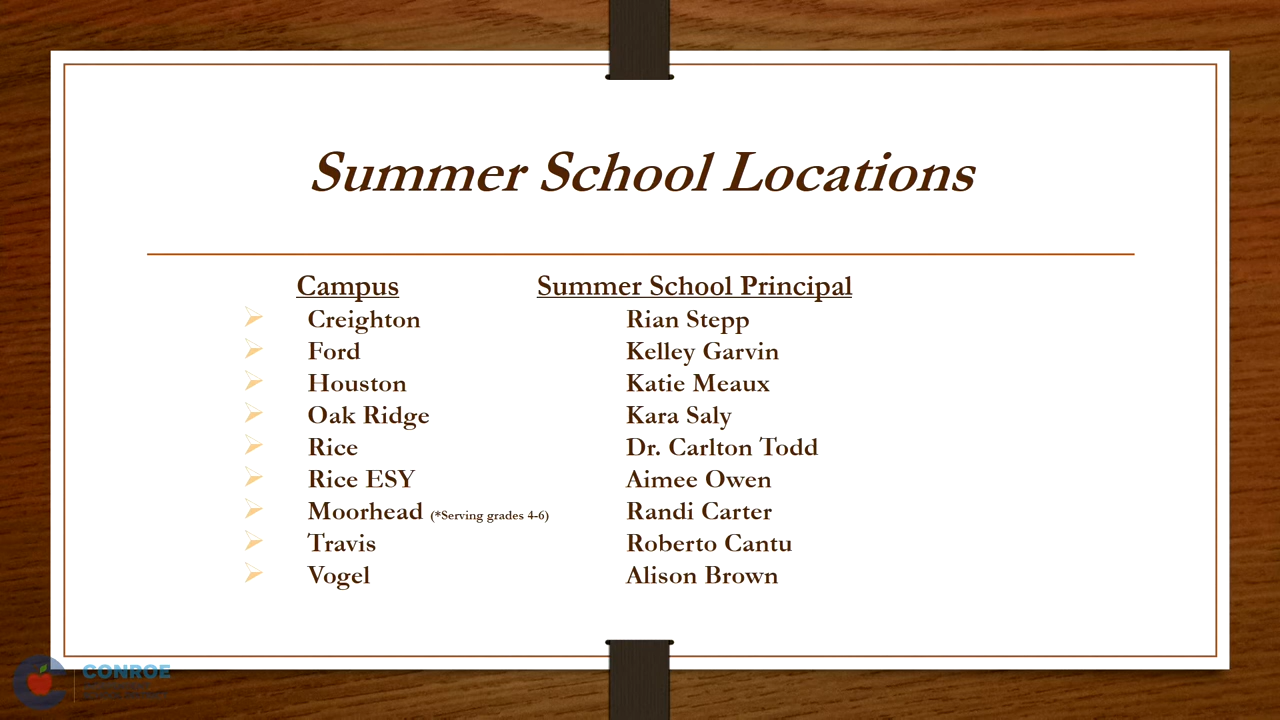 Summer School Locations
Campus Summer School Principal
Creighton Rian Stepp
Ford Kelley Garvin
Houston Katie Meaux
Oak Ridge Kara Saly
Rice Dr. Carlton Todd
Rice ESY Aimee Owen
Moorhead (*Serving grades 4-6) Randi Carter
Travis Roberto Cantu
Vogel Alison Brown
CONROE